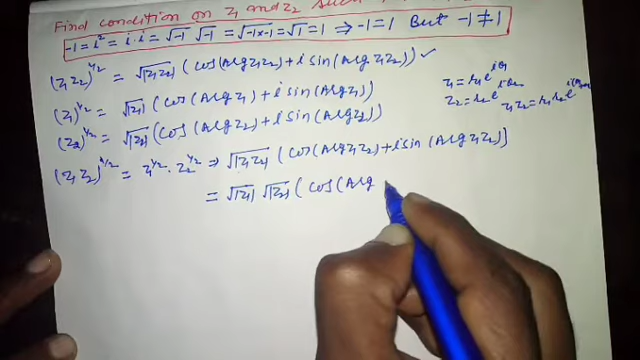 Find condition on z₁ and z₂ such
-1 = i² = i·i = √-1 √-1 = √-1×-1 = √1 = 1 ⇒ -1 = 1 But -1 ≠ 1
(z₁z₂)^½ = √|z₁z₂| (cos(Arg z₁z₂) + i sin(Arg z₁z₂)) ✓
(z₁)^½ = √|z₁| (cos(Arg z₁) + i sin(Arg z₁))
z₁ = r₁e^iθ₁
(z₂)^½ = √|z₂| (cos(Arg z₂) + i sin(Arg z₂))
z₂ = r₂e^iθ₂
z₁z₂ = r₁r₂e
(z₁z₂)^½ = z₁^½ · z₂^½ ⇒ √|z₁z₂| (cos(Arg z₁z₂) + i sin(Arg z₁z₂)]
= √|z₁| √|z₂| (cos(Arg